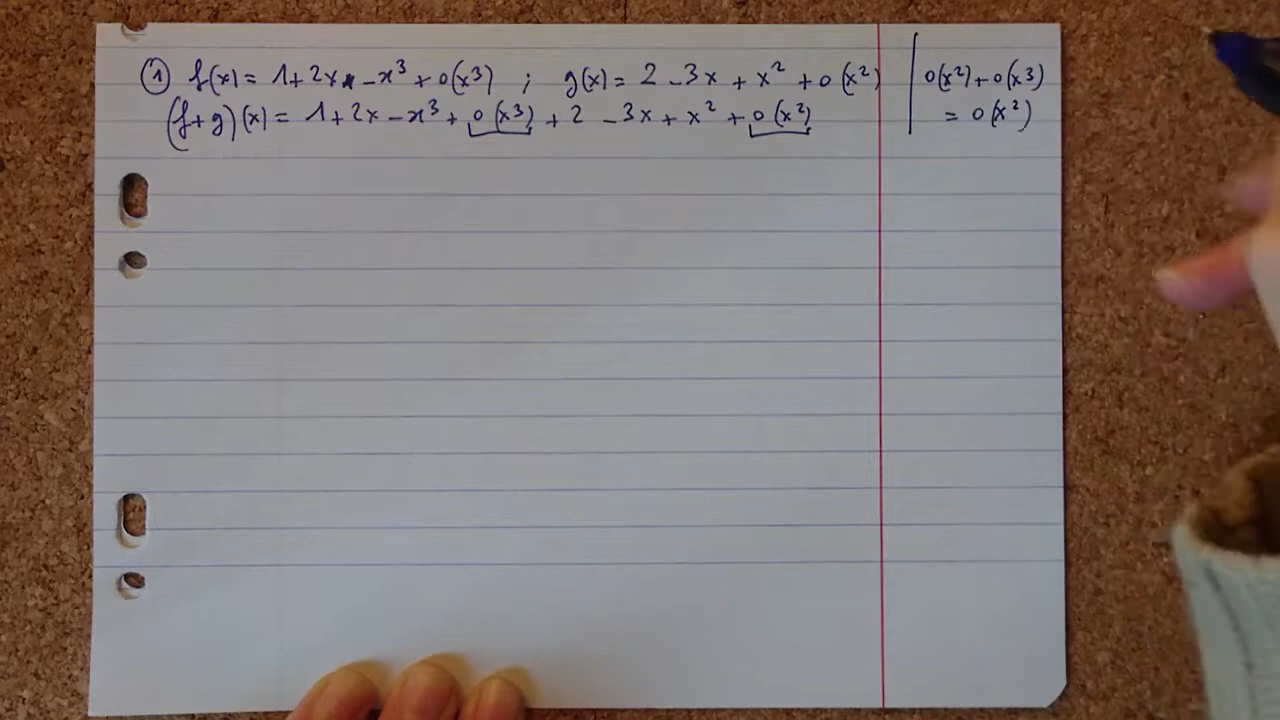 ① f(x) = 1 + 2x - x³ + o(x³) ; g(x) = 2 - 3x + x² + o(x²)
(f+g)(x) = 1 + 2x - x³ + o(x³) + 2 - 3x + x² + o(x²)
o(x²) + o(x³)
= o(x²)